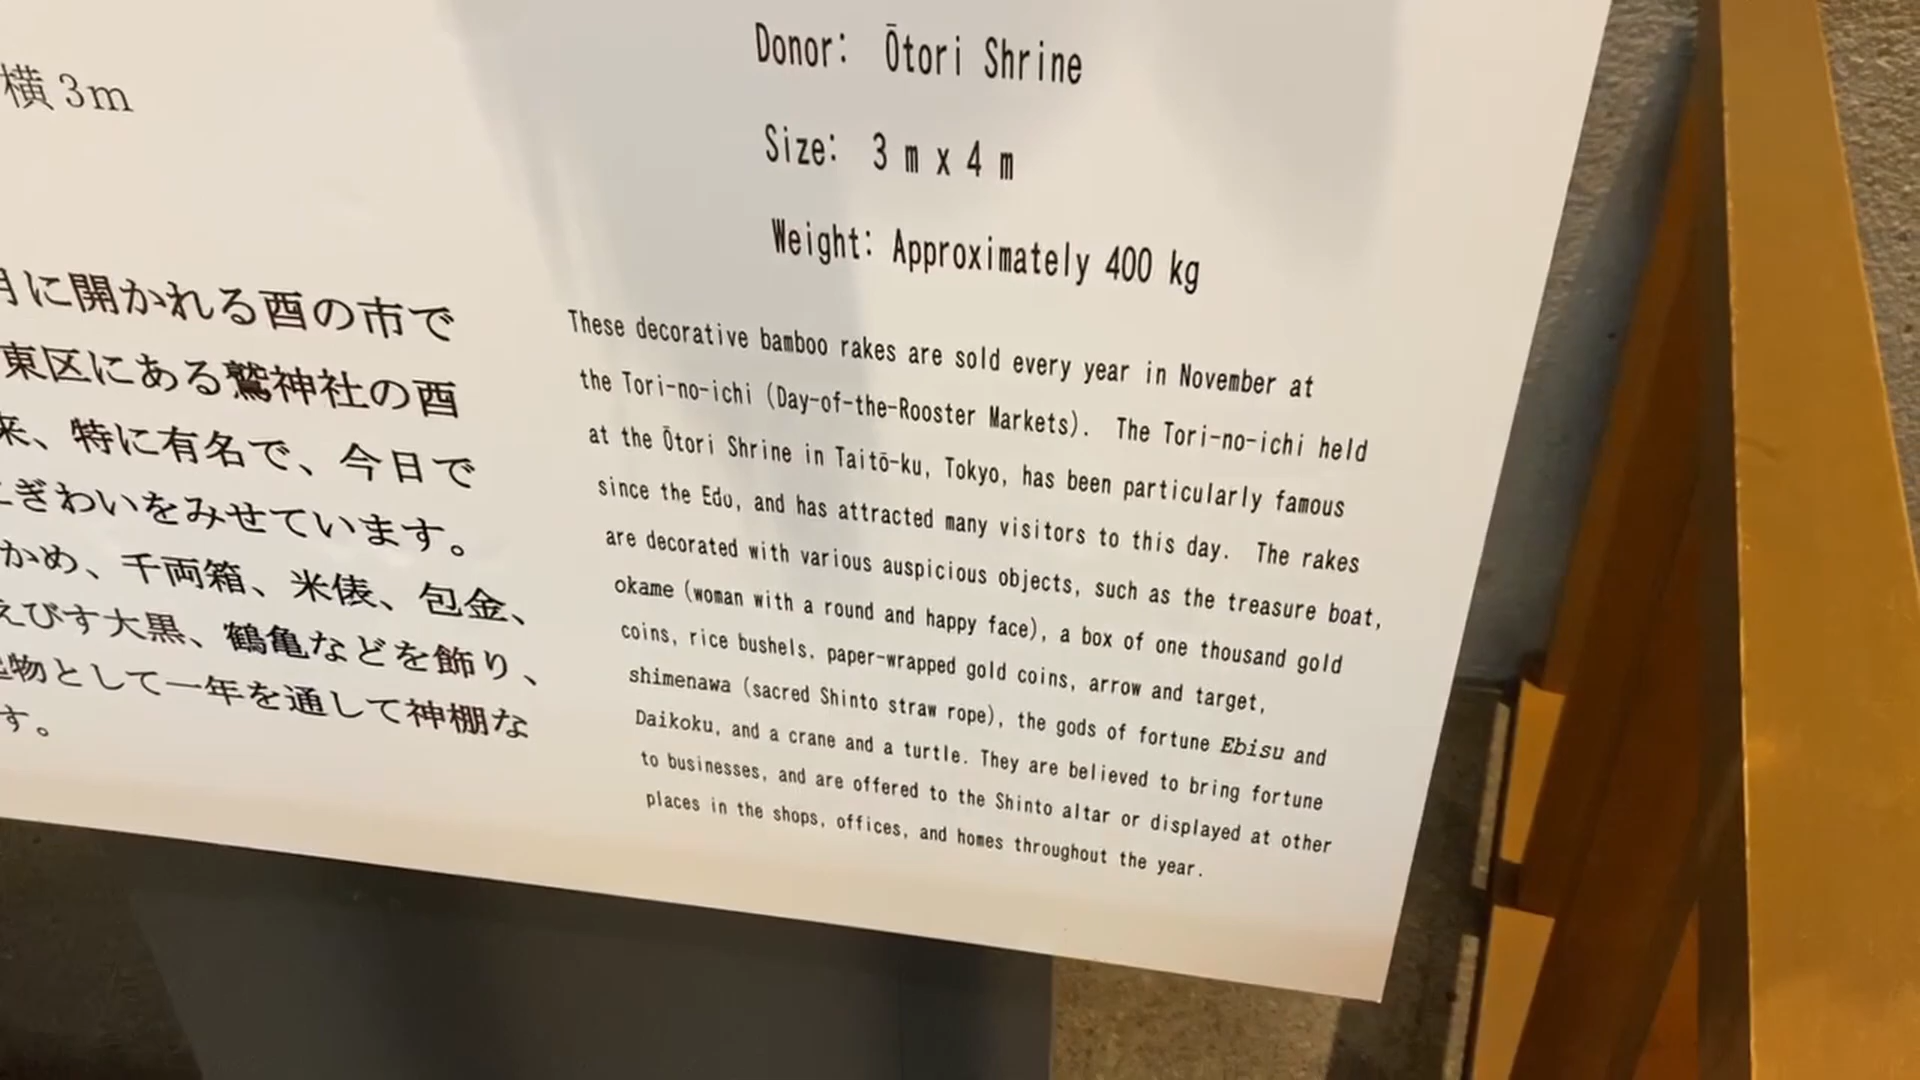 横3m
月に開かれる酉の市で
東区にある鷲神社の酉
来、特に有名で、今日で
にぎわいをみせています。
かめ、千両箱、米俵、包金、
えびす大黒、鶴亀などを飾り、
起物として一年を通して神棚な
す。
Donor: Ōtori Shrine
Size: 3 m x 4 m
Weight: Approximately 400 kg
These decorative bamboo rakes are sold every year in November at
the Tori-no-ichi (Day-of-the-Rooster Markets). The Tori-no-ichi held
at the Ōtori Shrine in Taitō-ku, Tokyo, has been particularly famous
since the Edo, and has attracted many visitors to this day. The rakes
are decorated with various auspicious objects, such as the treasure boat,
okame (woman with a round and happy face), a box of one thousand gold
coins, rice bushels. paper-wrapped gold coins, arrow and target,
shimenawa (sacred Shinto straw rope), the gods of fortune Ebisu and
Daikoku, and a crane and a turtle. They are believed to bring fortune
to businesses, and are offered to the Shinto altar or displayed at other
places in the shops, offices, and homes throughout the year.